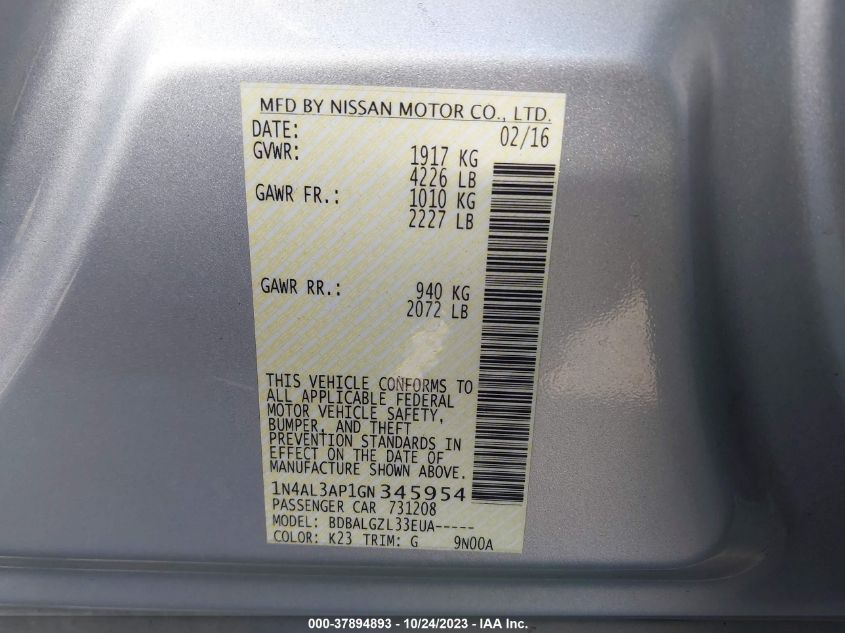 MFD BY NISSAN MOTOR CO., LTD.
DATE: 02/16
GVWR: 1917 KG
4226 LB
GAWR FR.: 1010 KG
2227 LB
GAWR RR.: 940 KG
2072 LB
THIS VEHICLE CONFORMS TO
ALL APPLICABLE FEDERAL
MOTOR VEHICLE SAFETY,
BUMPER, AND THEFT
PREVENTION STANDARDS IN
EFFECT ON THE DATE OF
MANUFACTURE SHOWN ABOVE.
1N4AL3AP1GN345954
PASSENGER CAR 731208
MODEL: BDBALGZL33EUA-----
COLOR: K23 TRIM: G 9N00A
000-37894893 - 10/24/2023 - IAA Inc.